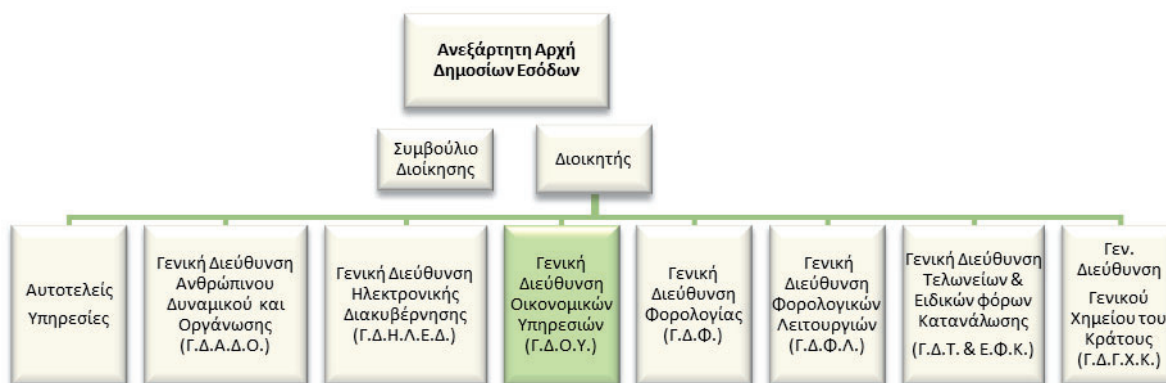 Ανεξάρτητη Αρχή
Δημοσίων Εσόδων
Συμβούλιο
Διοίκησης
Διοικητής
Αυτοτελείς
Υπηρεσίες
Γενική Διεύθυνση
Ανθρώπινου
Δυναμικού και
Οργάνωσης
(Γ.Δ.Α.Δ.Ο.)
Γενική Διεύθυνση
Ηλεκτρονικής
Διακυβέρνησης
(Γ.Δ.Η.Λ.Ε.Δ.)
Γενική
Διεύθυνση
Οικονομικών
Υπηρεσιών
(Γ.Δ.Ο.Υ.)
Γενική
Διεύθυνση
Φορολογίας
(Γ.Δ.Φ.)
Γενική
Διεύθυνση
Φορολογικών
Λειτουργιών
(Γ.Δ.Φ.Λ.)
Γενική Διεύθυνση
Τελωνείων &
Ειδικών φόρων
Κατανάλωσης
(Γ.Δ.Τ. & Ε.Φ.Κ.)
Γεν.
Διεύθυνση
Γενικού
Χημείου του
Κράτους
(Γ.Δ.Γ.Χ.Κ.)